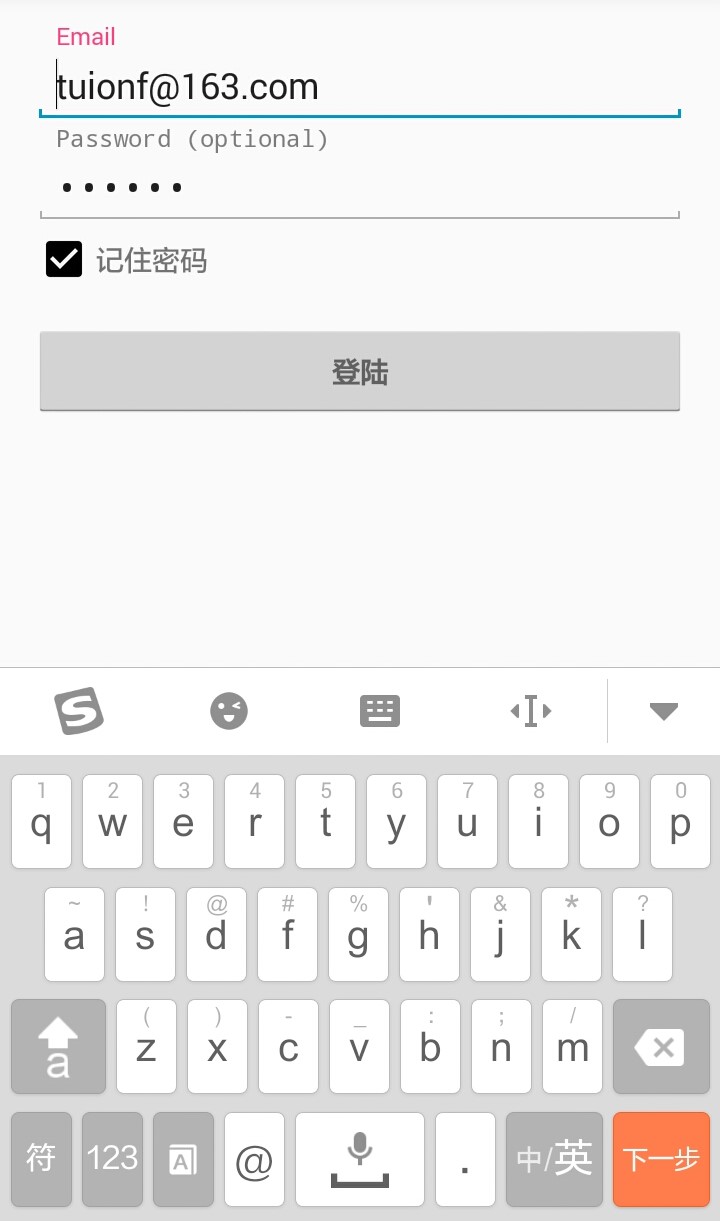 Email
tuionf@163.com
Password (optional)
••••••
记住密码
登陆
S
1 2 3 4 5 6 7 8 9 0
q w e r t y u i o p
~ ! @ # % ' & * ?
a s d f g h j k l
( ) - _ : ; /
a z x c v b n m
符 123 A @ . 中/英 下一步